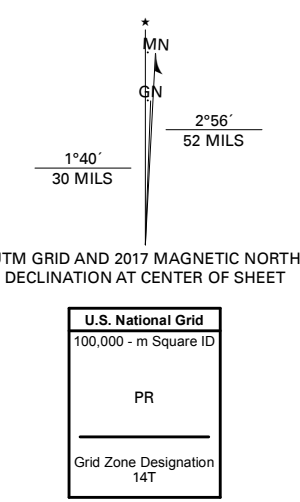 ★
MN
GN
2°56´
52 MILS
1°40´
30 MILS
UTM GRID AND 2017 MAGNETIC NORTH
DECLINATION AT CENTER OF SHEET
U.S. National Grid
100,000 - m Square ID
PR
Grid Zone Designation
14T